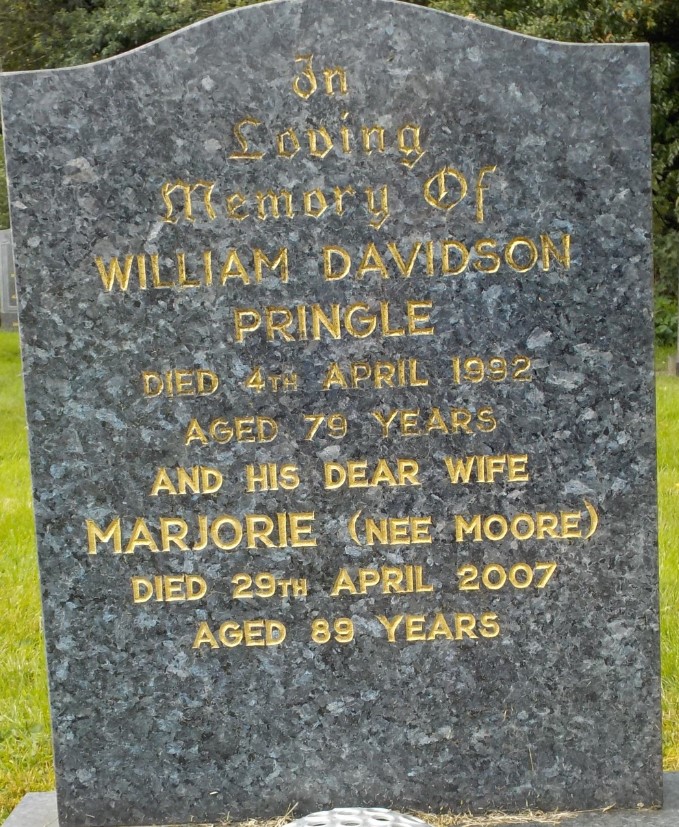 In
Loving
Memory Of
WILLIAM DAVIDSON
PRINGLE
DIED 4TH APRIL 1992
AGED 79 YEARS
AND HIS DEAR WIFE
MARJORIE (NEE MOORE)
DIED 29TH APRIL 2007
AGED 89 YEARS